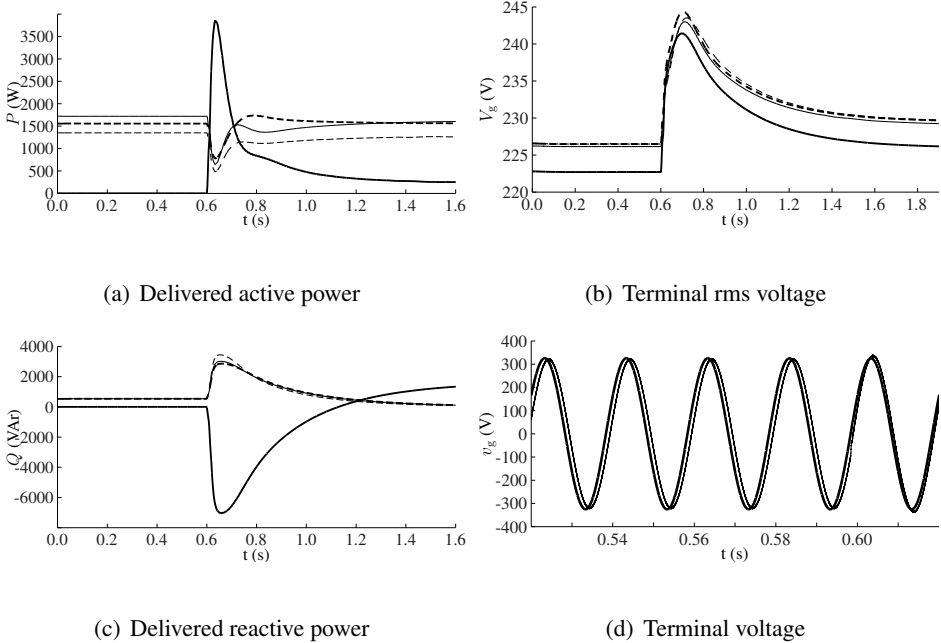 3500
3000
2500
2000
1500
1000
500
0
P (W)
0.0 0.2 0.4 0.6 0.8 1.0 1.2 1.4 1.6
t (s)
(a) Delivered active power
245
240
235
230
225
220
Vg (V)
0.0 0.2 0.4 0.6 0.8 1.0 1.2 1.4 1.6 1.8
t (s)
(b) Terminal rms voltage
4000
2000
0
-2000
-4000
-6000
Q (VAr)
0.0 0.2 0.4 0.6 0.8 1.0 1.2 1.4 1.6
t (s)
(c) Delivered reactive power
400
300
200
100
0
-100
-200
-300
-400
vg (V)
0.54 0.56 0.58 0.60
t (s)
(d) Terminal voltage